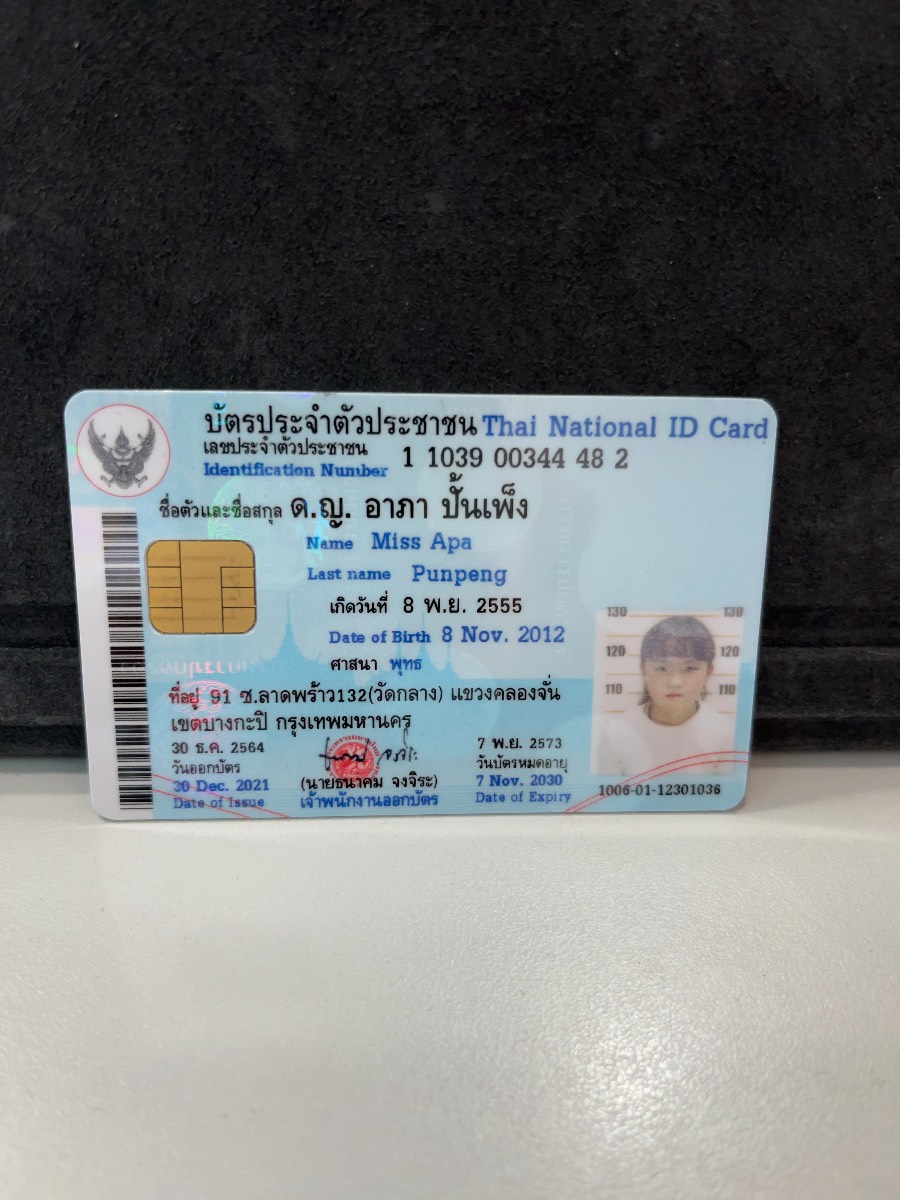 บัตรประจำตัวประชาชน Thai National ID Card
เลขประจำตัวประชาชน
Identification Number 1 1039 00344 48 2
ชื่อตัวและชื่อสกุล ด.ญ. อาภา ปั้นเพ็ง
Name Miss Apa
Last name Punpeng
เกิดวันที่ 8 พ.ย. 2555
Date of Birth 8 Nov. 2012
ศาสนา พุทธ
ที่อยู่ 91 ซ.ลาดพร้าว132(วัดกลาง) แขวงคลองจั่น
เขตบางกะปิ กรุงเทพมหานคร
30 ธ.ค. 2564
วันออกบัตร
30 Dec. 2021
Date of Issue
(นายธนาคม จงจิระ)
เจ้าพนักงานออกบัตร
7 พ.ย. 2573
วันบัตรหมดอายุ
7 Nov. 2030
Date of Expiry
130 130
120 120
110 110
1006-01-12301036